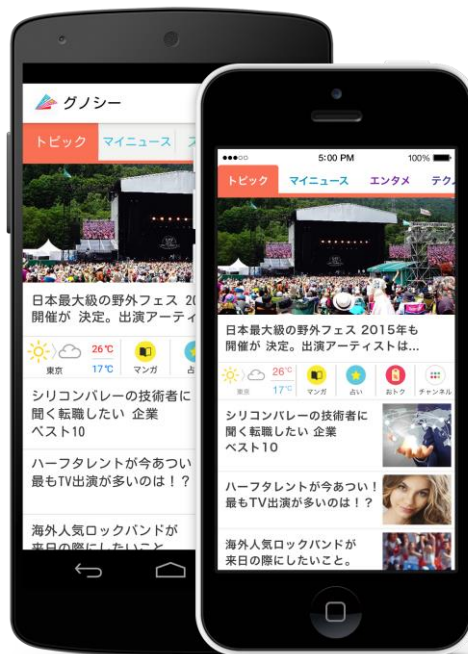 グノシー
トピック
マイニュース
日本最大級の野外フェス
開催が 決定。出演アーティ
26℃
17℃
東京
マンガ
占い
シリコンバレーの技術者に
聞く転職したい 企業
ベスト10
ハーフタレントが今あつい
最もTV出演が多いのは！？
海外人気ロックバンドが
来日の際にしたいこと
5:00 PM
100%
トピック
マイニュース
エンタメ
テク
日本最大級の野外フェス 2015年も
開催が 決定。出演アーティストは...
26℃
17℃
東京
マンガ
占い
おトク
チャンネル
シリコンバレーの技術者に
聞く転職したい 企業
ベスト10
ハーフタレントが今あつい！
最もTV出演が多いのは！？
海外人気ロックバンドが
来日の際にしたいこと。